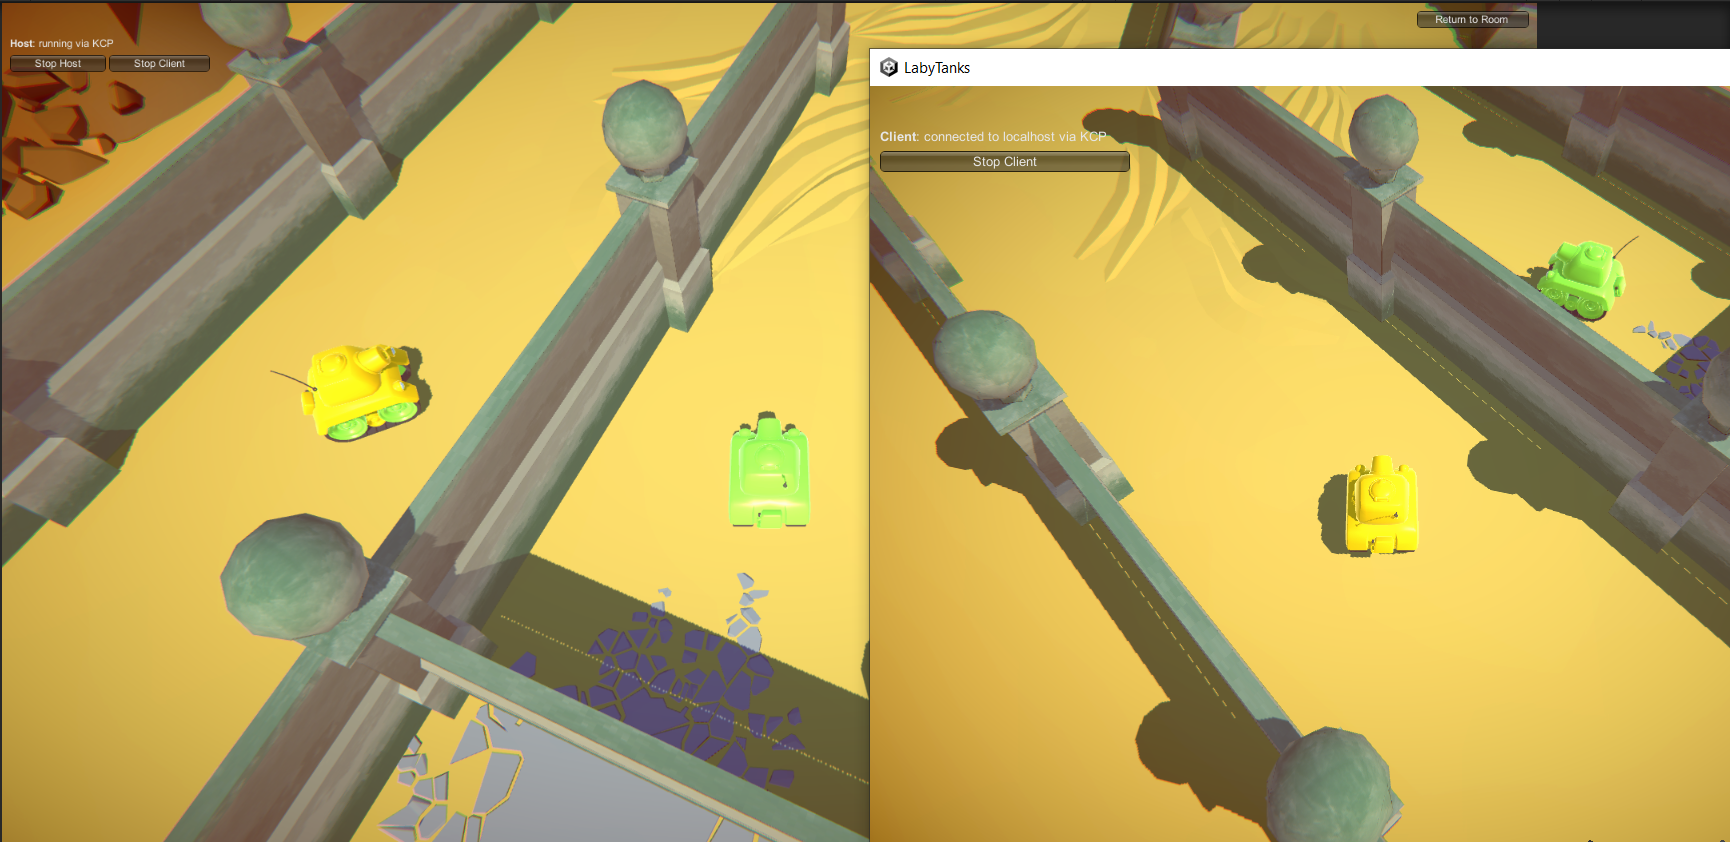 Host: running via KCP
Stop Host
Stop Client
Return to Room
LabyTanks
Client: connected to localhost via KCP
Stop Client